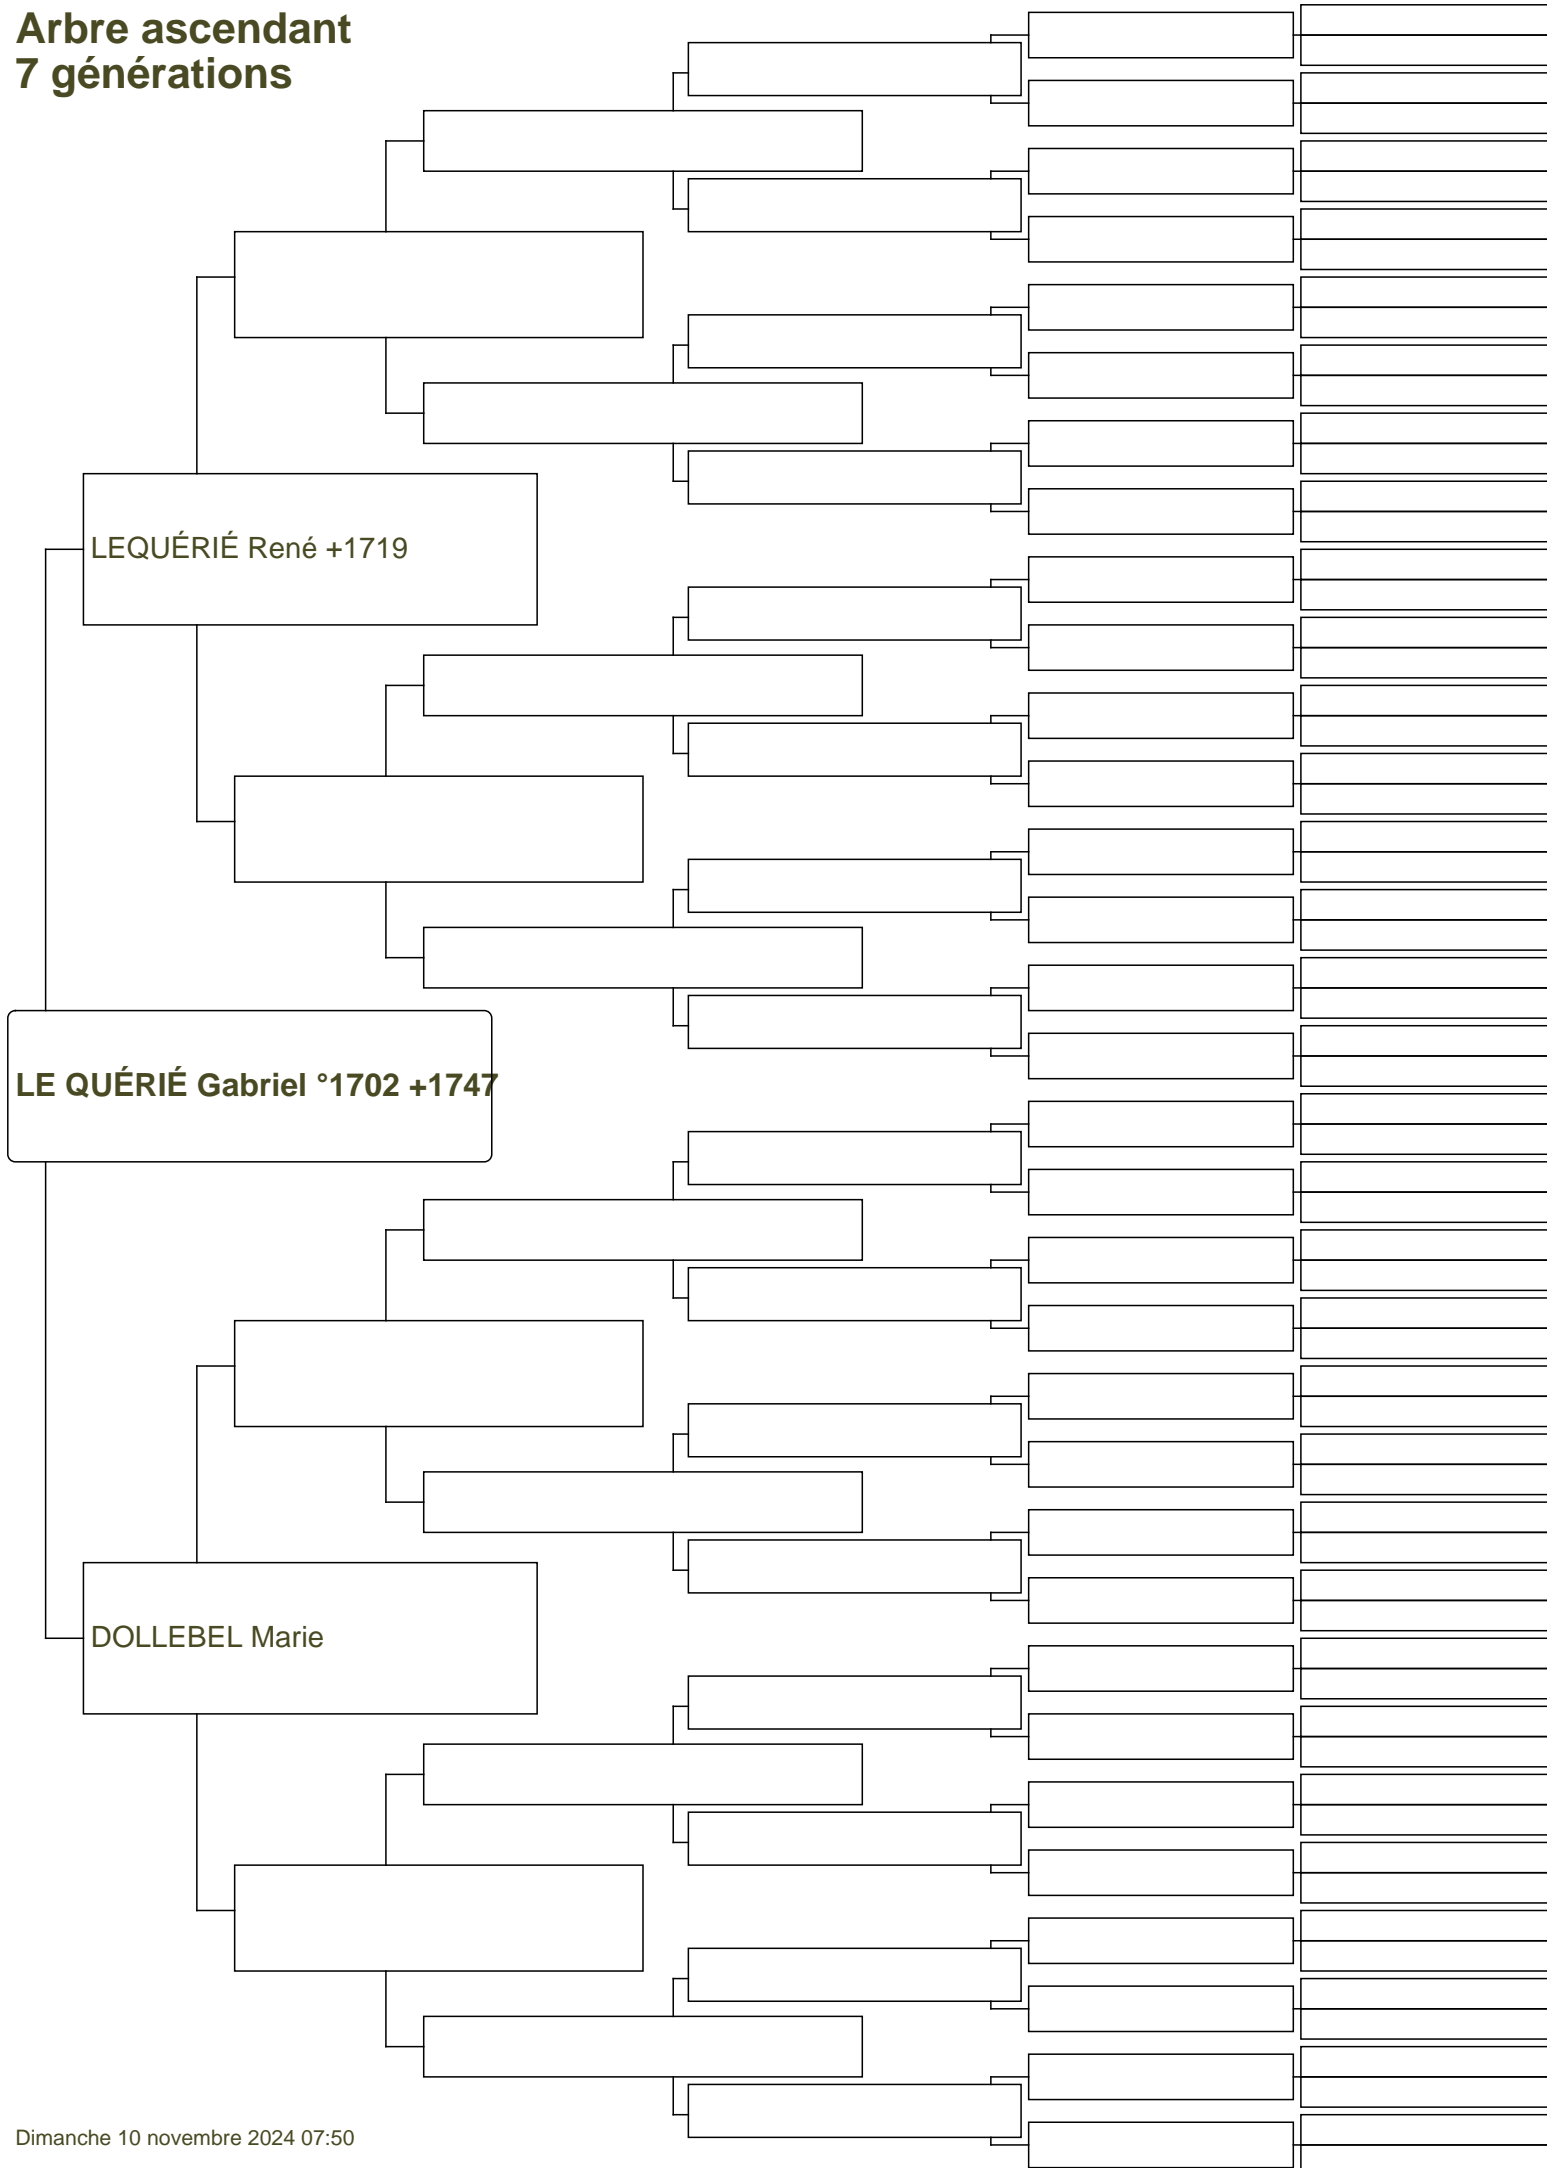 Arbre ascendant
7 générations
LEQUÉRIÉ René +1719
LE QUÉRIÉ Gabriel °1702 +1747
DOLLEBEL Marie
Dimanche 10 novembre 2024 07:50